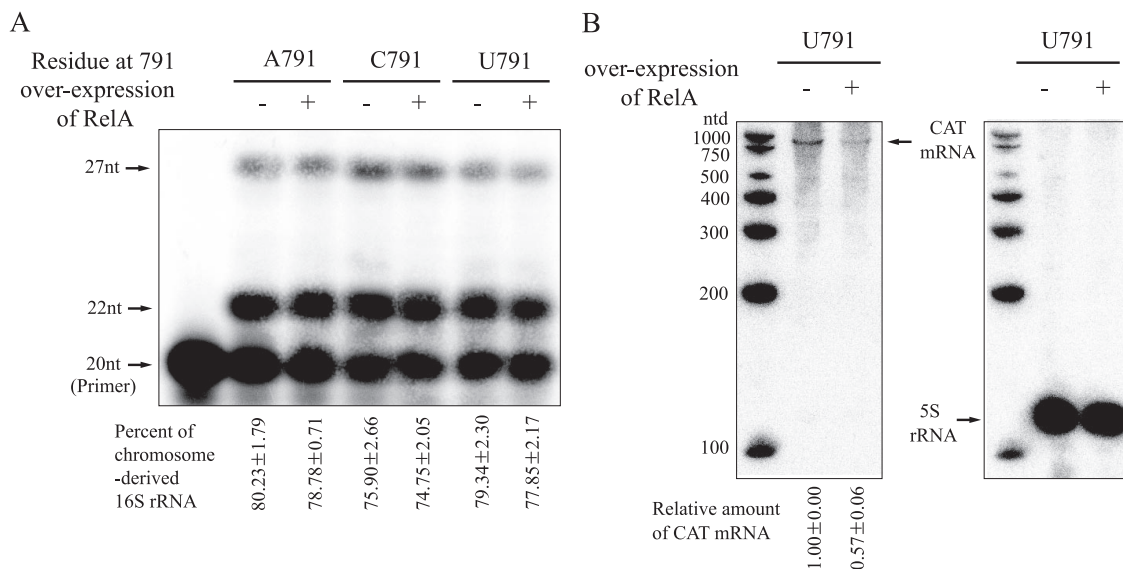 A
Residue at 791
A791 C791 U791
over-expression
of RelA
- + - + - +
27nt
22nt
20nt
(Primer)
Percent of
chromosome
-derived
16S rRNA
80.23±1.79
78.78±0.71
75.90±2.66
74.75±2.05
79.34±2.30
77.85±2.17
B
U791
over-expression
of RelA
- +
ntd
1000
750
500
400
300
200
100
CAT
mRNA
Relative amount
of CAT mRNA
1.00±0.00
0.57±0.06
U791
- +
5S
rRNA